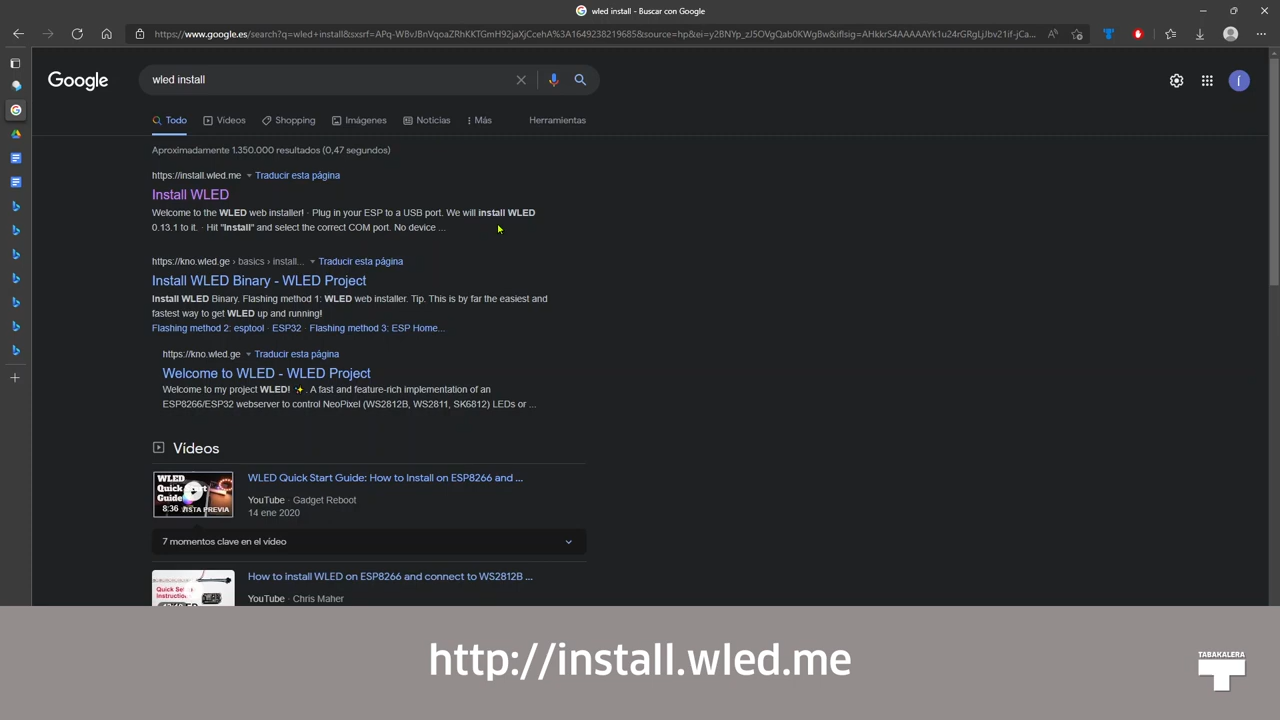 wled install - Buscar con Google
https://www.google.es/search?q=wled+install&sxsrf=APq-WBvJBnVqoaZRhKKTGmH92jaXjCcehA%3A1649238219685&source=hp&ei=y2BNYp_zJ5OVgQab0KWgBw&iflsig=AHkkrS4AAAAAYk1u24rGRgLjJbv21if-jCa...
Google
wled install
Todo
Vídeos
Shopping
Imágenes
Noticias
Más
Herramientas
Aproximadamente 1.350.000 resultados (0,47 segundos)
https://install.wled.me Traducir esta página
Install WLED
Welcome to the WLED web installer! · Plug in your ESP to a USB port. We will install WLED
0.13.1 to it. · Hit "Install" and select the correct COM port. No device ...
https://kno.wled.ge › basics › install... Traducir esta página
Install WLED Binary - WLED Project
Install WLED Binary. Flashing method 1: WLED web installer. Tip. This is by far the easiest and
fastest way to get WLED up and running!
Flashing method 2: esptool · ESP32 · Flashing method 3: ESP Home...
https://kno.wled.ge Traducir esta página
Welcome to WLED - WLED Project
Welcome to my project WLED! ✨ . A fast and feature-rich implementation of an
ESP8266/ESP32 webserver to control NeoPixel (WS2812B, WS2811, SK6812) LEDs or ...
Vídeos
WLED
Quick Start
Guide:
8:36
VISTA PREVIA
WLED Quick Start Guide: How to Install on ESP8266 and ...
YouTube · Gadget Reboot
14 ene 2020
7 momentos clave en el vídeo
How to install WLED on ESP8266 and connect to WS2812B ...
YouTube · Chris Maher
http://install.wled.me
TABAKALERA